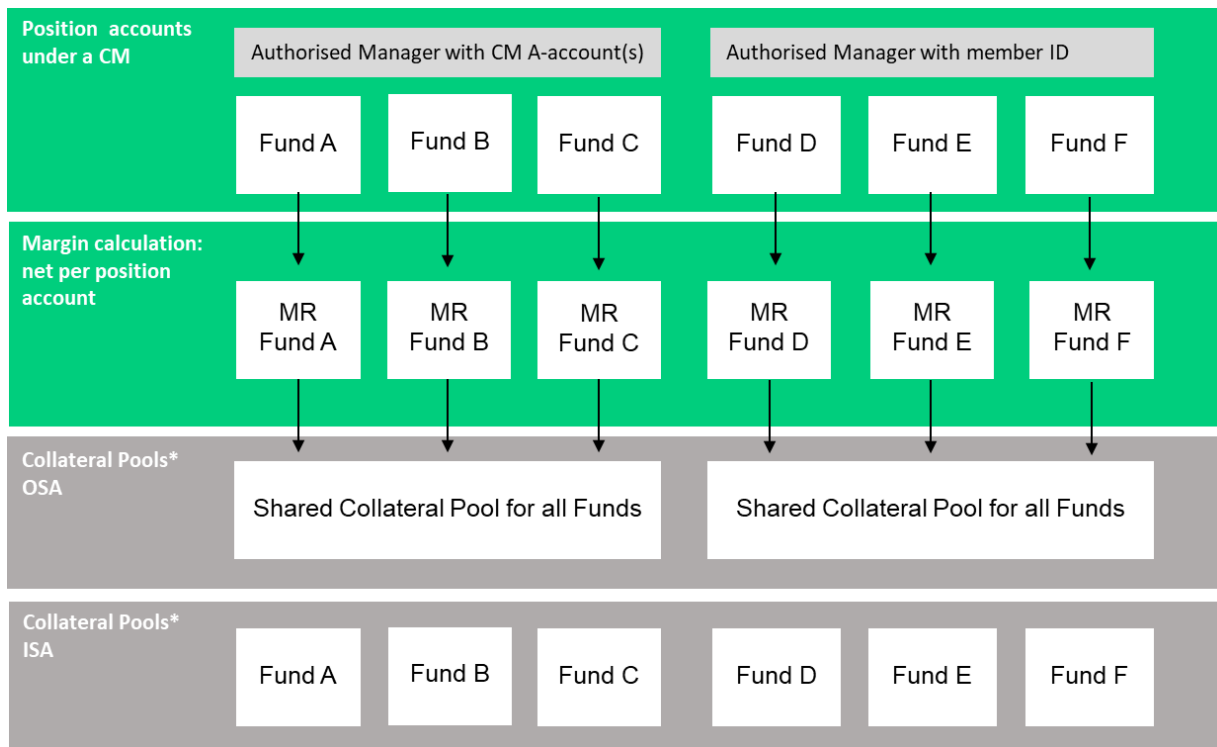 Position accounts
under a CM
Authorised Manager with CM A-account(s)
Authorised Manager with member ID
Fund A
Fund B
Fund C
Fund D
Fund E
Fund F
Margin calculation:
net per position
account
MR
Fund A
MR
Fund B
MR
Fund C
MR
Fund D
MR
Fund E
MR
Fund F
Collateral Pools*
OSA
Shared Collateral Pool for all Funds
Shared Collateral Pool for all Funds
Collateral Pools*
ISA
Fund A
Fund B
Fund C
Fund D
Fund E
Fund F